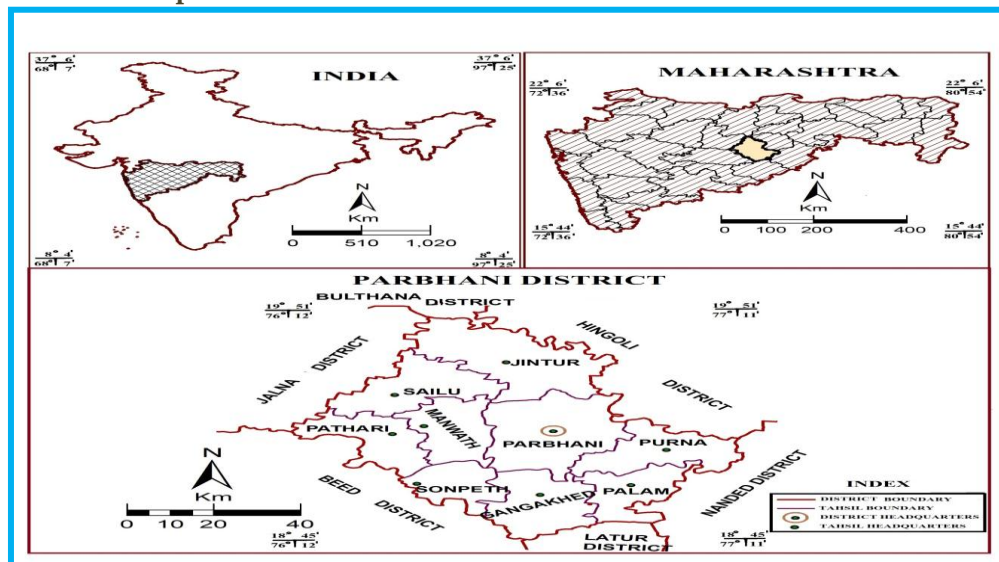 37° 6'
68° 7'
37° 6'
97° 25'
INDIA
N
Km
0 510 1,020
8° 4'
68° 7'
8° 4'
97° 25'
MAHARASHTRA
22° 6'
72° 36'
22° 6'
80° 54'
N
Km
0 100 200 400
15° 44'
72° 36'
15° 44'
80° 54'
PARBHANI DISTRICT
19° 51'
76° 12'
19° 51'
77° 11'
BULTHANA DISTRICT
HINGOLI DISTRICT
JALNA DISTRICT
JINTUR
SAILU
MANWATH
PATHARI
PARBHANI
PURNA
SONPETH
GANGAKHED
PALAM
BEED DISTRICT
NANDED DISTRICT
LATUR DISTRICT
N
Km
0 10 20 40
18° 45'
76° 12'
18° 45'
77° 11'
INDEX
DISTRICT BOUNDARY
TAHSIL BOUNDARY
DISTRICT HEADQUARTERS
TAHSIL HEADQUARTERS